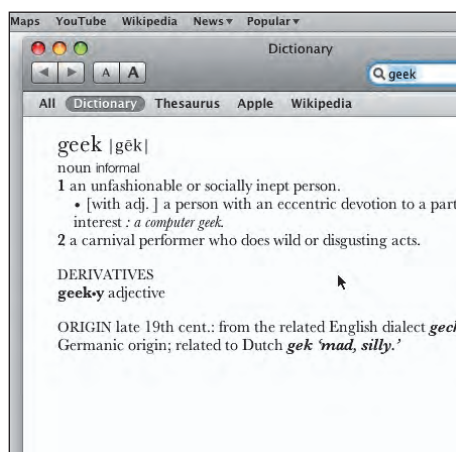 Maps YouTube Wikipedia News▾ Popular▾
Dictionary
A A geek
All Dictionary Thesaurus Apple Wikipedia
geek |gēk|
noun informal
1 an unfashionable or socially inept person.
• [with adj. ] a person with an eccentric devotion to a part
interest : a computer geek.
2 a carnival performer who does wild or disgusting acts.
DERIVATIVES
geek•y adjective
ORIGIN late 19th cent.: from the related English dialect geck
Germanic origin; related to Dutch gek ‘mad, silly.’